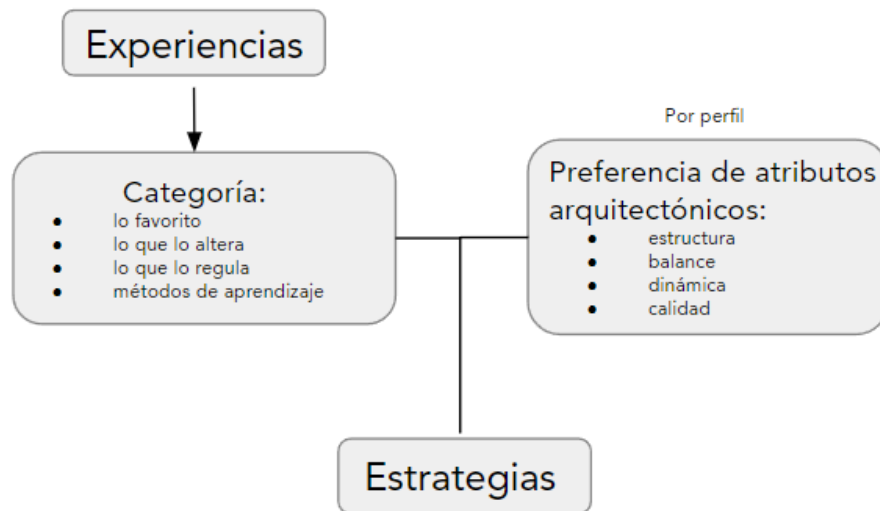 Experiencias
Categoría:
● lo favorito
● lo que lo altera
● lo que lo regula
● métodos de aprendizaje
Por perfil
Preferencia de atributos
arquitectónicos:
● estructura
● balance
● dinámica
● calidad
Estrategias